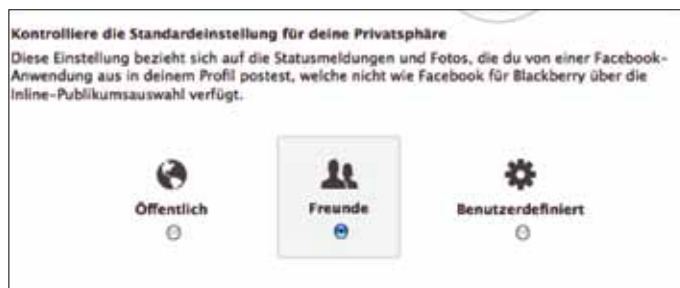 Kontrolliere die Standardeinstellung für deine Privatsphäre
Diese Einstellung bezieht sich auf die Statusmeldungen und Fotos, die du von einer Facebook-
Anwendung aus in deinem Profil postest, welche nicht wie Facebook für Blackberry über die
Inline-Publikumsauswahl verfügt.
Öffentlich
Freunde
Benutzerdefiniert